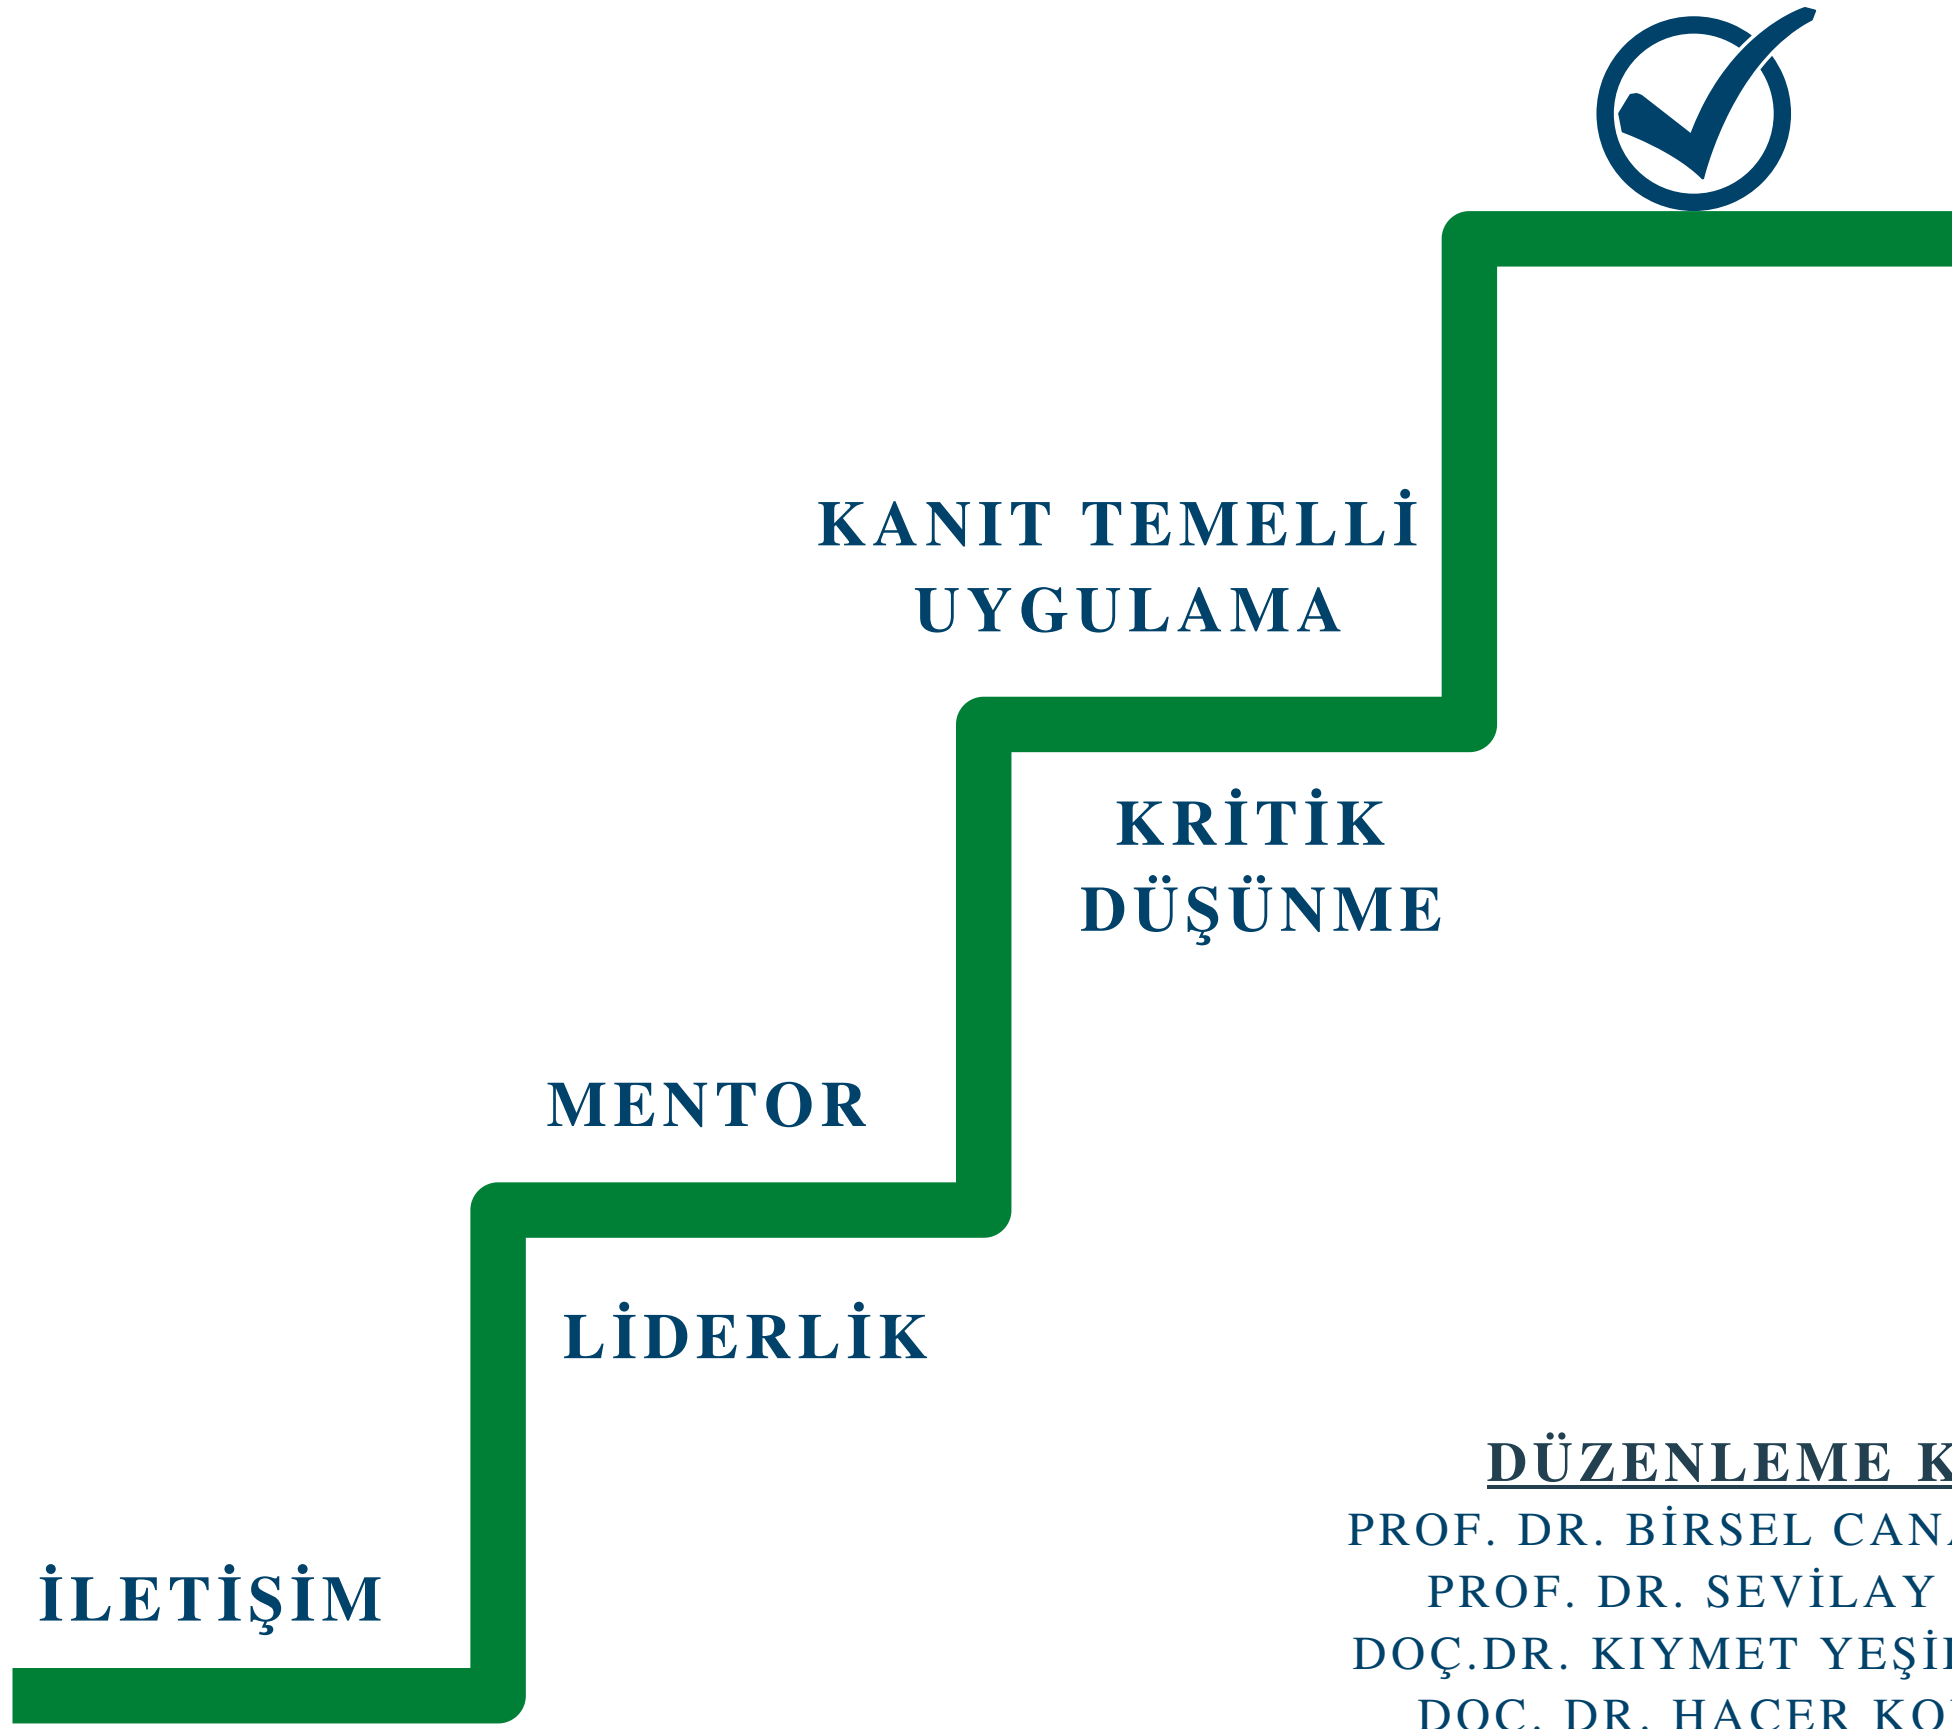 KANIT TEMELLİ
UYGULAMA
KRİTİK
DÜŞÜNME
MENTOR
LİDERLİK
DÜZENLEME
PROF. DR. BİRSEL
PROF. DR. SEVİLAY
İLETİŞİM
DOÇ.DR. KIYMET
DOÇ. DR. HACER